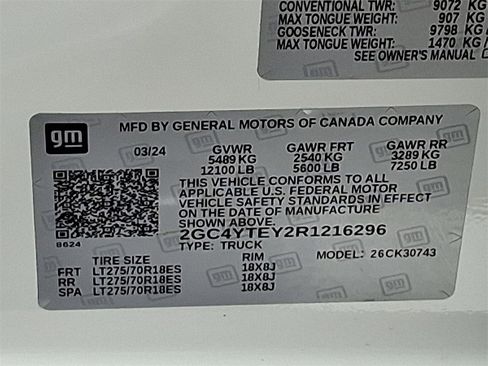 CONVENTIONAL TWR: 9072 KG
MAX TONGUE WEIGHT: 907 KG
GOOSENECK TWR: 9798 KG
MAX TONGUE WEIGHT: 1470 KG
SEE OWNER'S MANUAL
gm
MFD BY GENERAL MOTORS OF CANADA COMPANY
03/24 GVWR GAWR FRT GAWR RR
5489 KG 2540 KG 3289 KG
12100 LB 5600 LB 7250 LB
THIS VEHICLE CONFORMS TO ALL
APPLICABLE U.S. FEDERAL MOTOR
VEHICLE SAFETY STANDARDS IN EFFECT
ON THE DATE OF MANUFACTURE
SHOWN ABOVE.
8624
2GC4YTEY2R1216296
TYPE: TRUCK MODEL: 26CK30743
TIRE SIZE RIM
FRT LT275/70R18ES 18X8J
RR LT275/70R18ES 18X8J
SPA LT275/70R18ES 18X8J